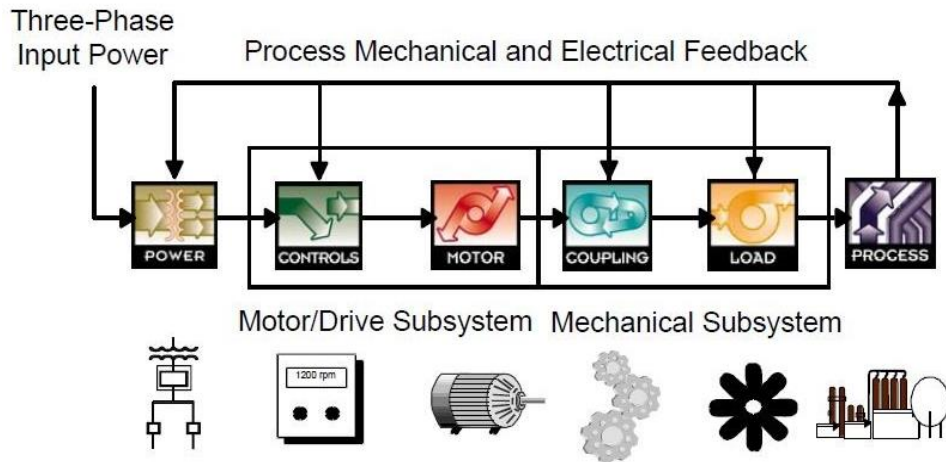 Three-Phase
Input Power
Process Mechanical and Electrical Feedback
POWER
CONTROLS
MOTOR
COUPLING
LOAD
PROCESS
Motor/Drive Subsystem
Mechanical Subsystem
1200 rpm